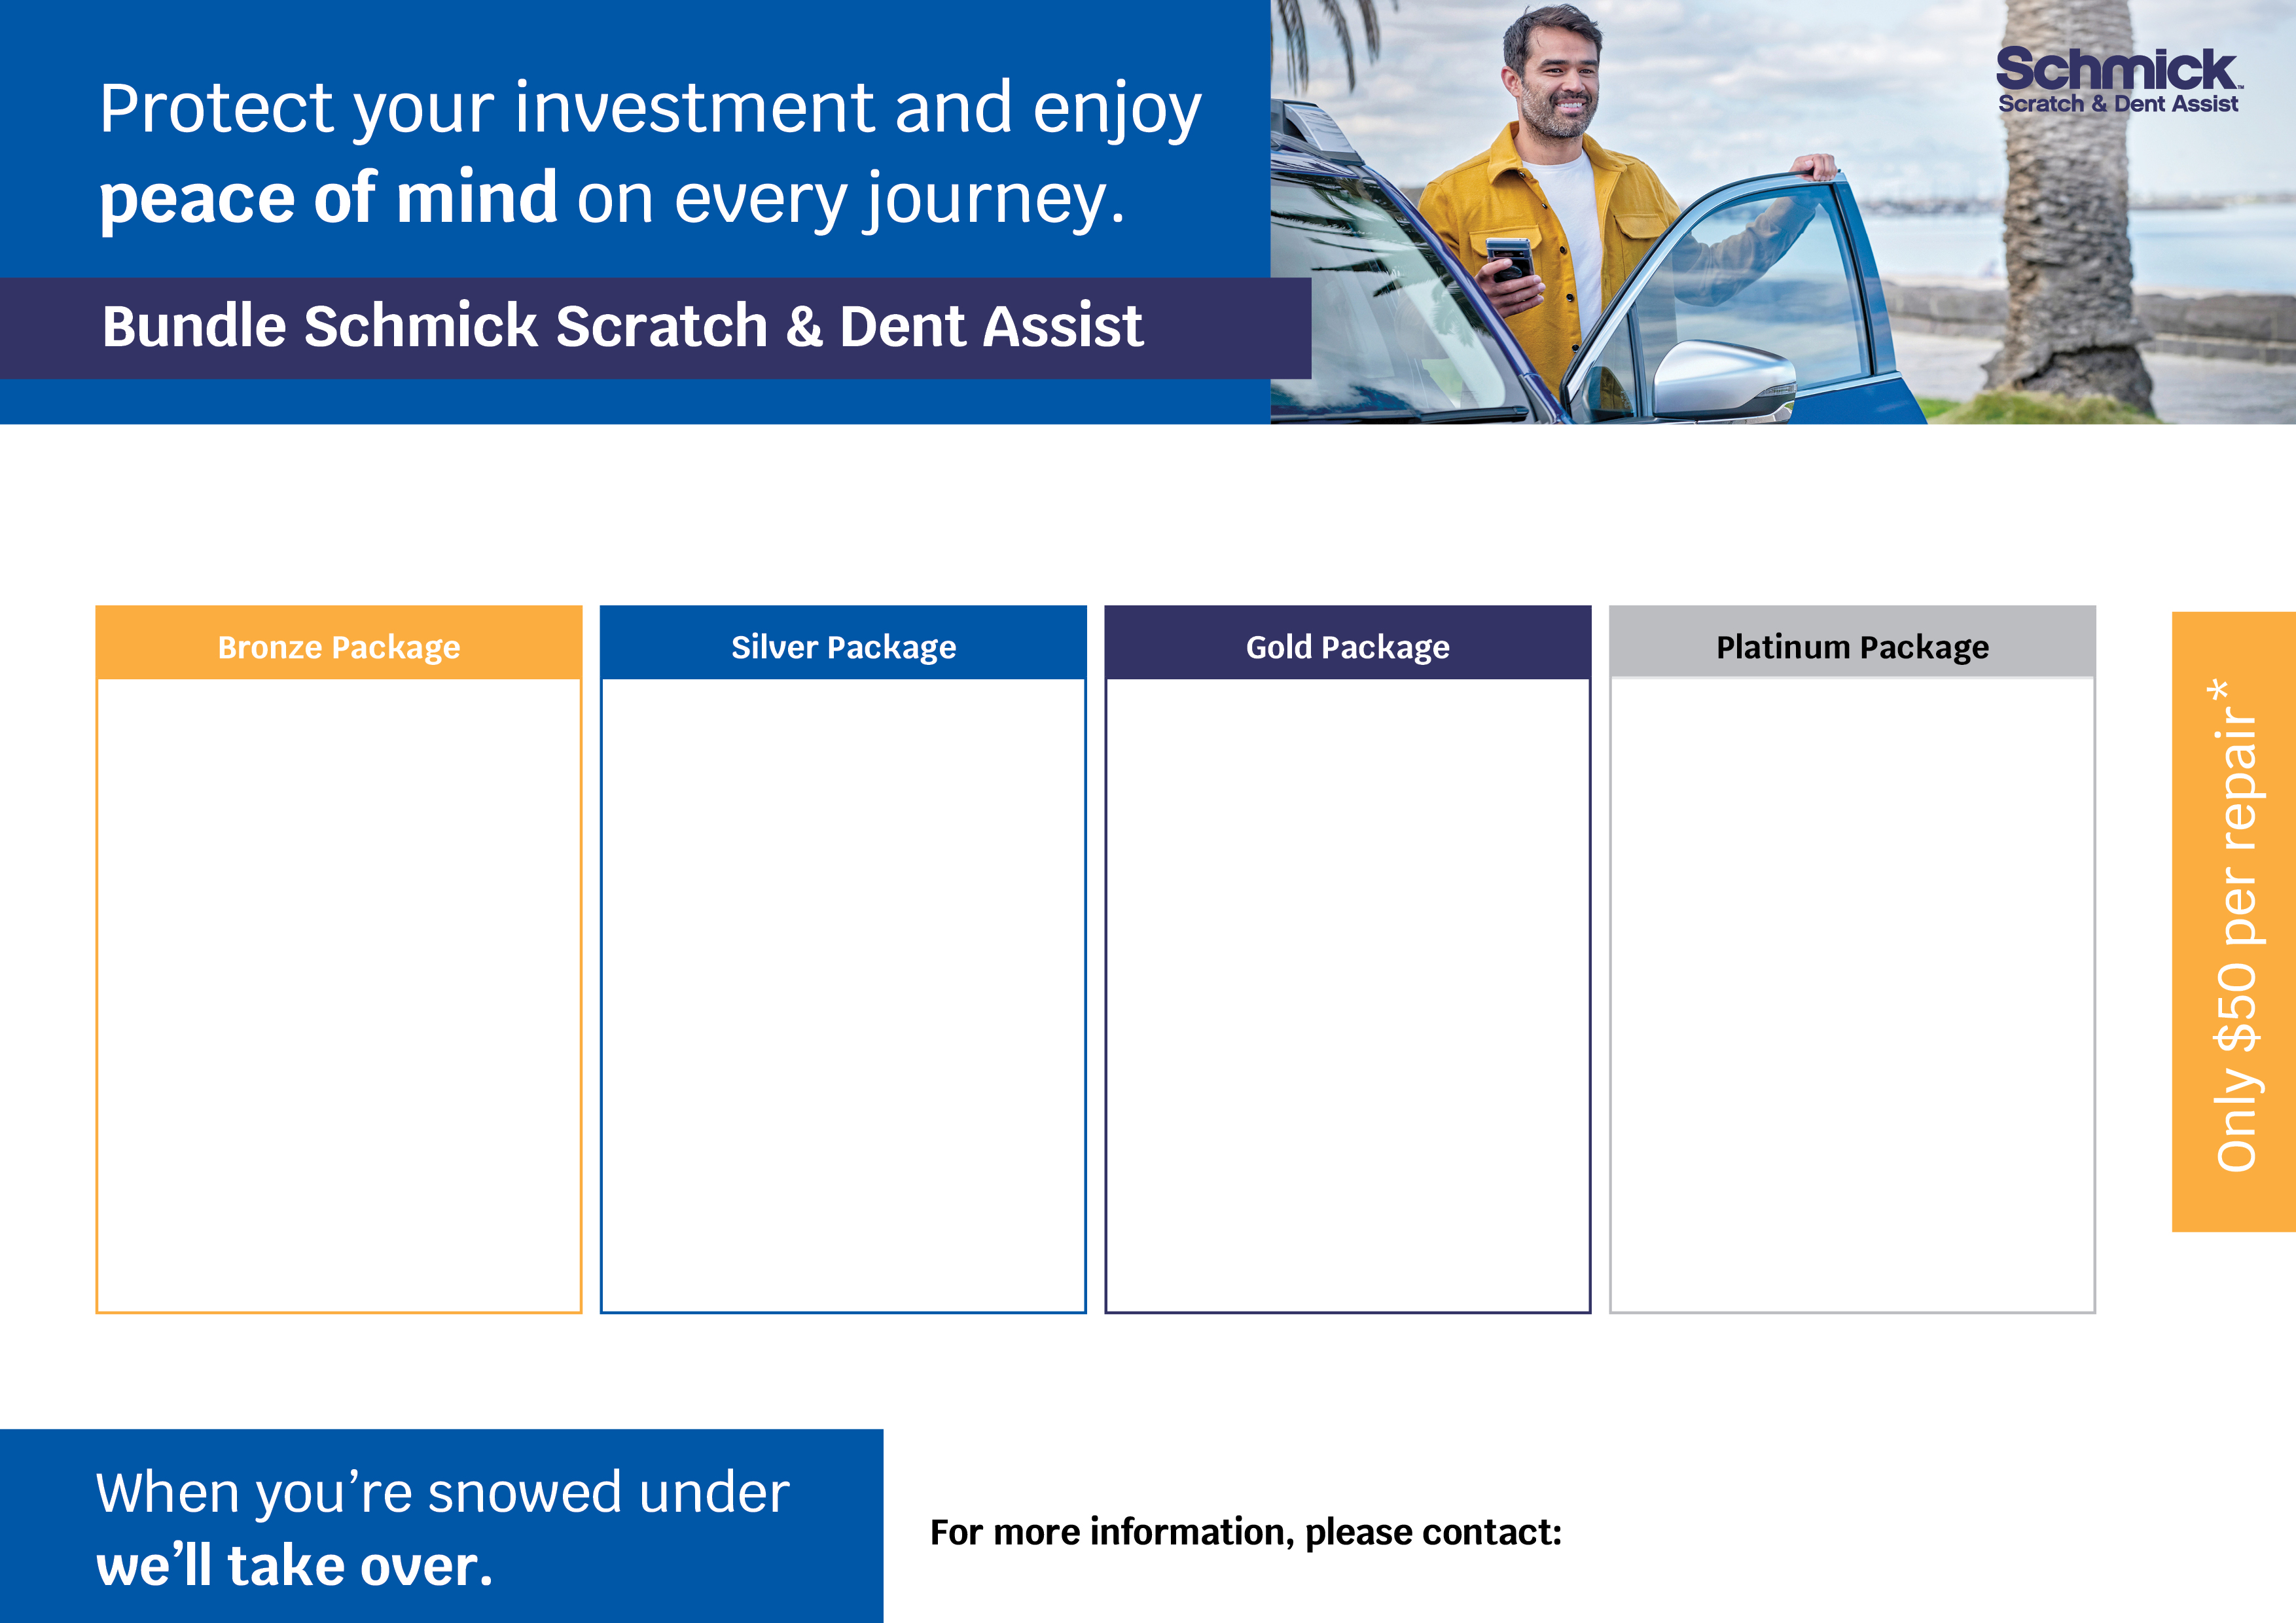 Protect your investment and enjoy
peace of mind on every journey.
Bundle Schmick Scratch & Dent Assist
Schmick™
Scratch & Dent Assist
Bronze Package
Silver Package
Gold Package
Platinum Package
Only $50 per repair*
When you’re snowed under
we’ll take over.
For more information, please contact: